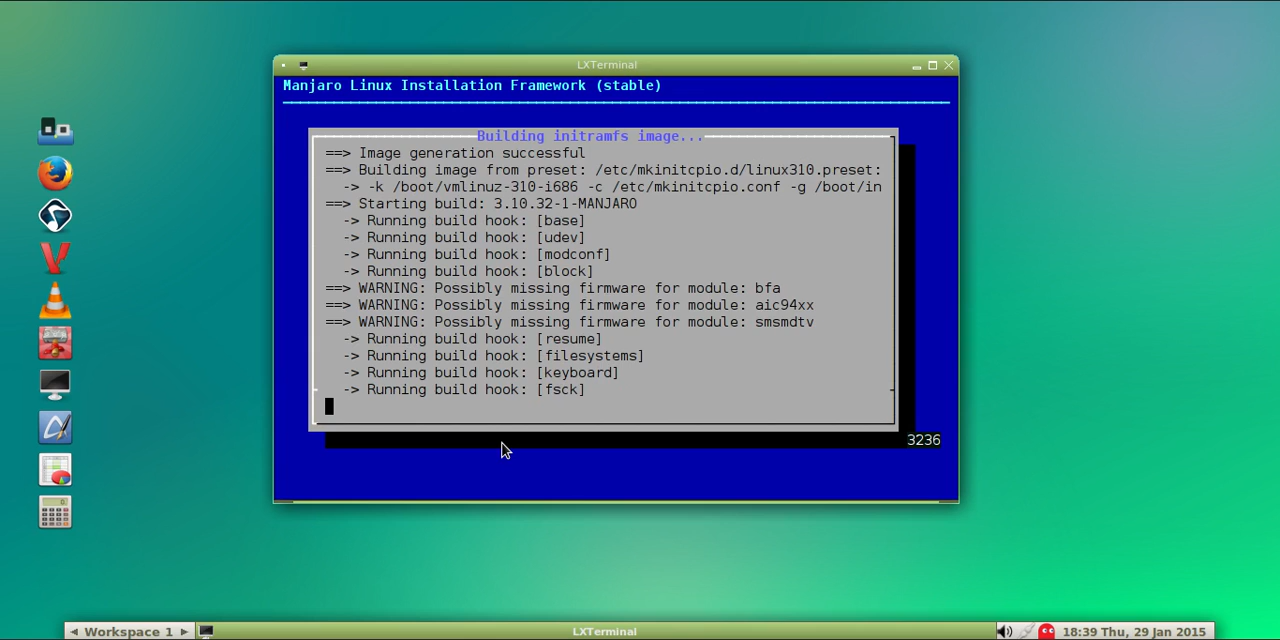 LXTerminal
Manjaro Linux Installation Framework (stable)
Building initramfs image...
==> Image generation successful
==> Building image from preset: /etc/mkinitcpio.d/linux310.preset:
-> -k /boot/vmlinuz-310-i686 -c /etc/mkinitcpio.conf -g /boot/in
==> Starting build: 3.10.32-1-MANJARO
-> Running build hook: [base]
-> Running build hook: [udev]
-> Running build hook: [modconf]
-> Running build hook: [block]
==> WARNING: Possibly missing firmware for module: bfa
==> WARNING: Possibly missing firmware for module: aic94xx
==> WARNING: Possibly missing firmware for module: smsmdtv
-> Running build hook: [resume]
-> Running build hook: [filesystems]
-> Running build hook: [keyboard]
-> Running build hook: [fsck]
3236
Workspace 1 LXTerminal 18:39 Thu, 29 Jan 2015